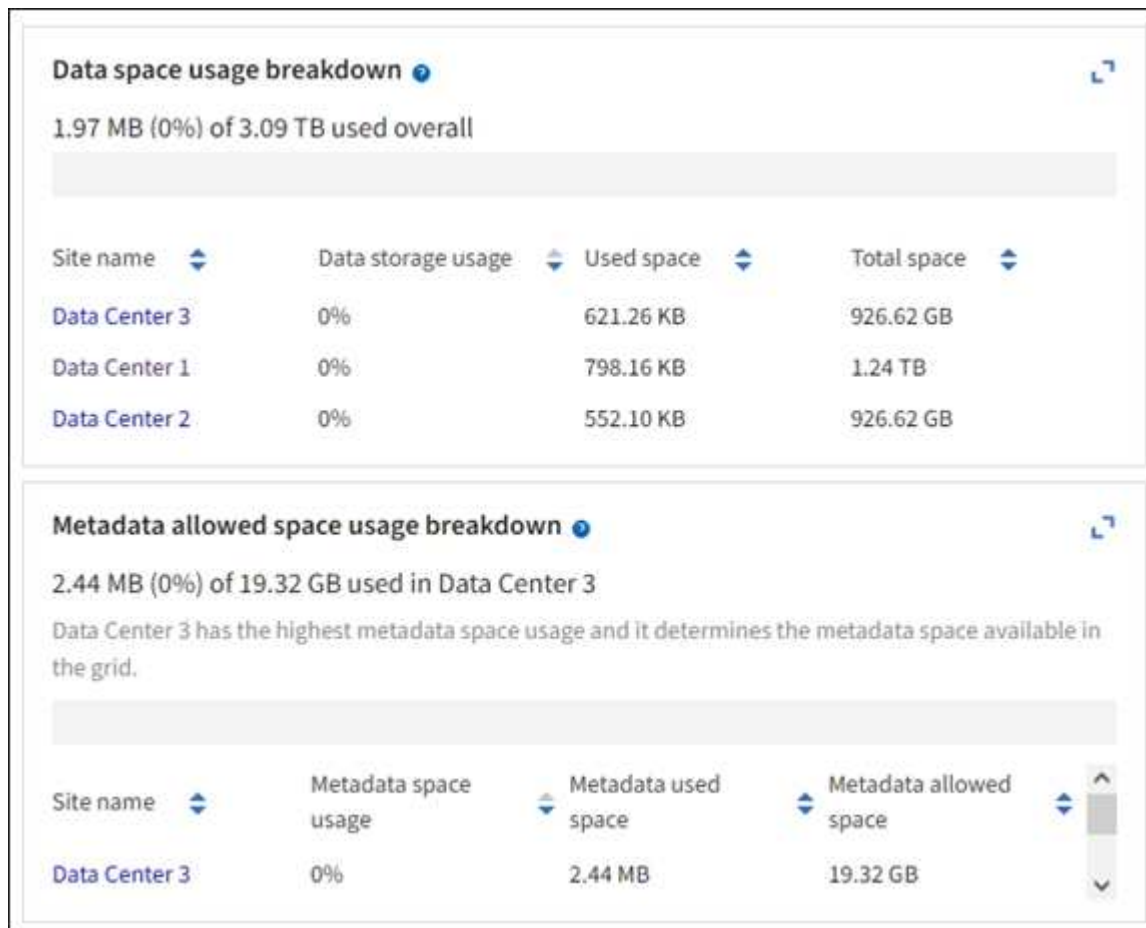 Data space usage breakdown ?
1.97 MB (0%) of 3.09 TB used overall
Site name Data storage usage Used space Total space
Data Center 3 0% 621.26 KB 926.62 GB
Data Center 1 0% 798.16 KB 1.24 TB
Data Center 2 0% 552.10 KB 926.62 GB
Metadata allowed space usage breakdown ?
2.44 MB (0%) of 19.32 GB used in Data Center 3
Data Center 3 has the highest metadata space usage and it determines the metadata space available in
the grid.
Site name Metadata space usage Metadata used space Metadata allowed space
Data Center 3 0% 2.44 MB 19.32 GB